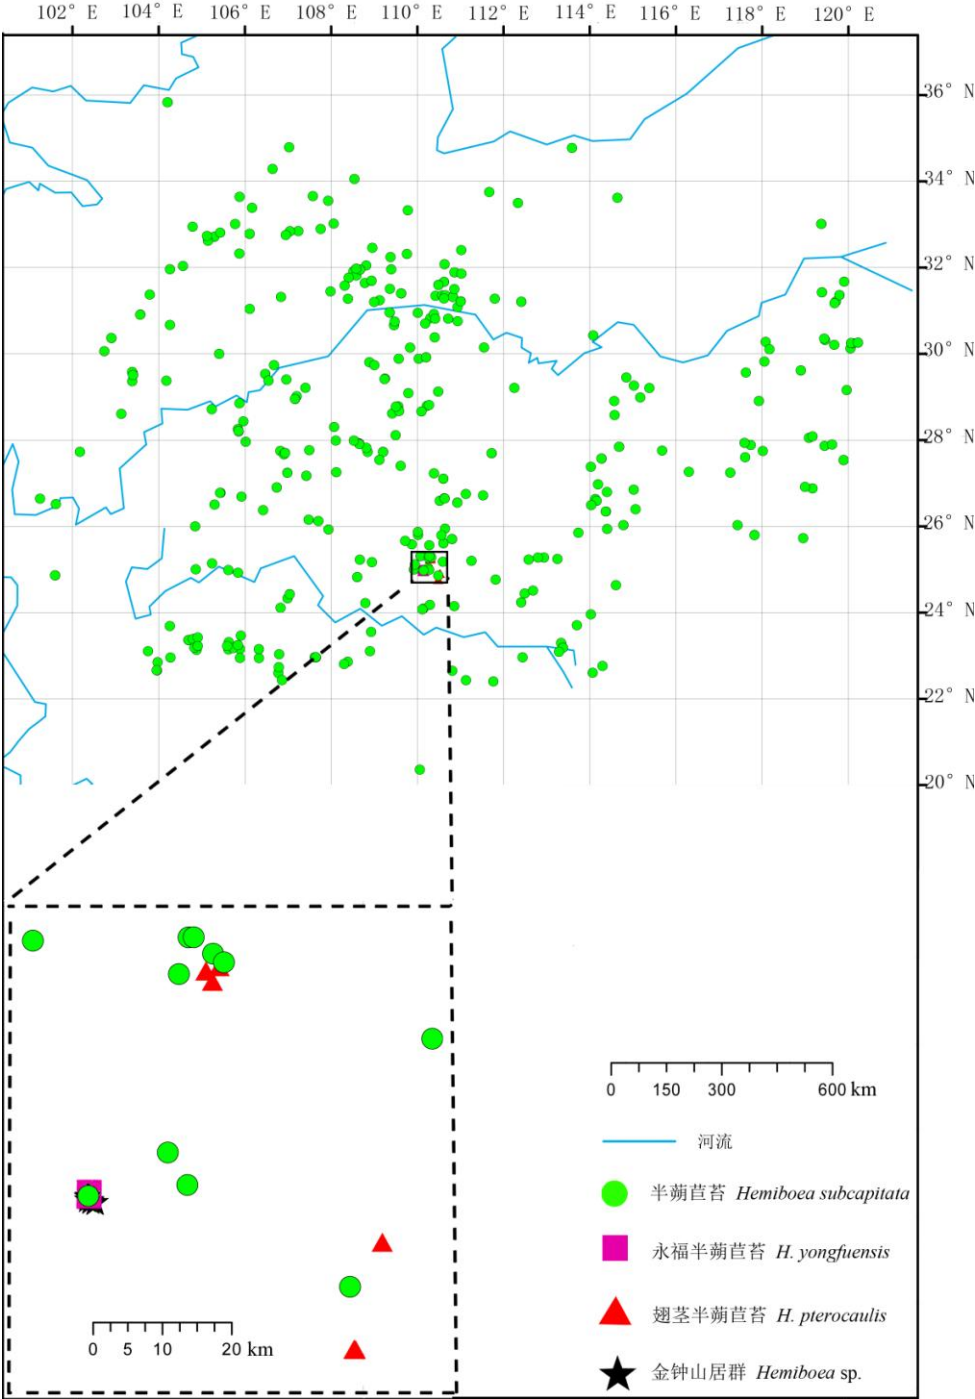 102° E 104° E 106° E 108° E 110° E 112° E 114° E 116° E 118° E 120° E
36° N
34° N
32° N
30° N
28° N
26° N
24° N
22° N
20° N
0 150 300 600 km
河流
半蒴苣苔 Hemiboea subcapitata
永福半蒴苣苔 H. yongfuensis
翅茎半蒴苣苔 H. pterocaulis
0 5 10 20 km
金钟山居群 Hemiboea sp.